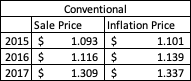 Conventional
Sale Price Inflation Price
2015 $ 1.093 $ 1.101
2016 $ 1.116 $ 1.139
2017 $ 1.309 $ 1.337